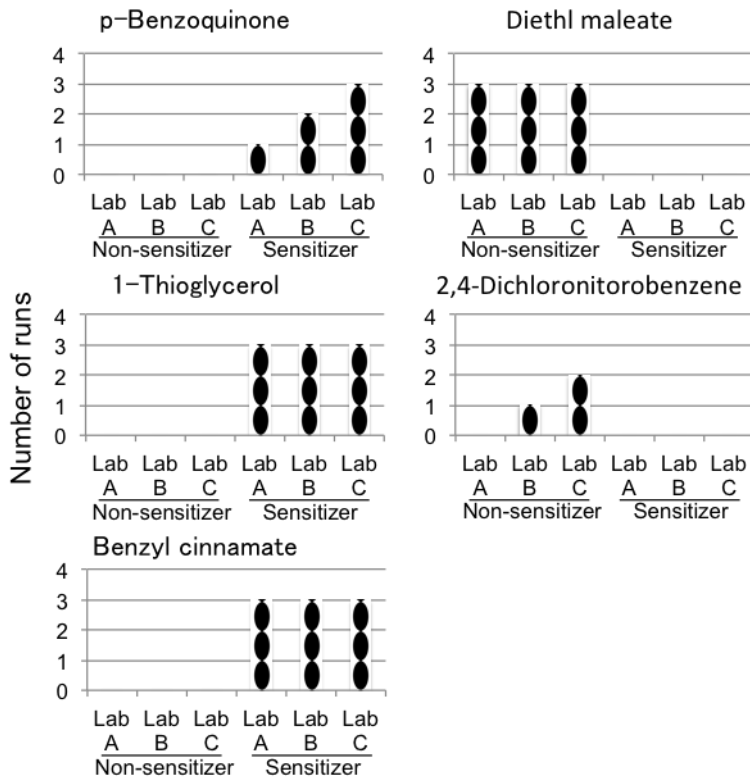 p-Benzoquinone
4
3
2
1
0
Lab Lab Lab Lab Lab Lab
A B C A B C
Non-sensitizer Sensitizer
Diethl maleate
4
3
2
1
0
Lab Lab Lab Lab Lab Lab
A B C A B C
Non-sensitizer Sensitizer
Number of runs
1-Thioglycerol
4
3
2
1
0
Lab Lab Lab Lab Lab Lab
A B C A B C
Non-sensitizer Sensitizer
2,4-Dichloronitorobenzene
4
3
2
1
0
Lab Lab Lab Lab Lab Lab
A B C A B C
Non-sensitizer Sensitizer
Benzyl cinnamate
4
3
2
1
0
Lab Lab Lab Lab Lab Lab
A B C A B C
Non-sensitizer Sensitizer